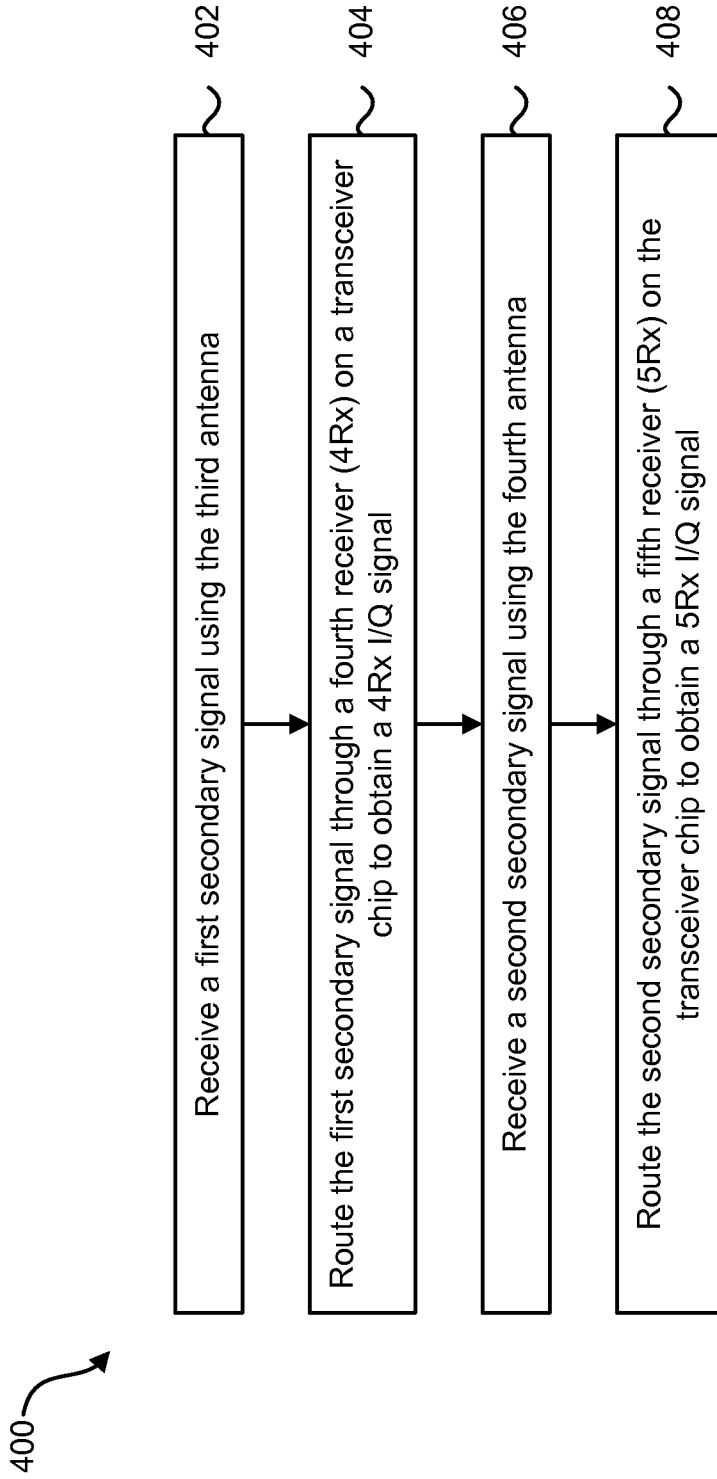 400
Receive a first secondary signal using the third antenna
402
Route the first secondary signal through a fourth receiver (4Rx) on a transceiver
chip to obtain a 4Rx I/Q signal
404
Receive a second secondary signal using the fourth antenna
406
Route the second secondary signal through a fifth receiver (5Rx) on the
transceiver chip to obtain a 5Rx I/Q signal
408